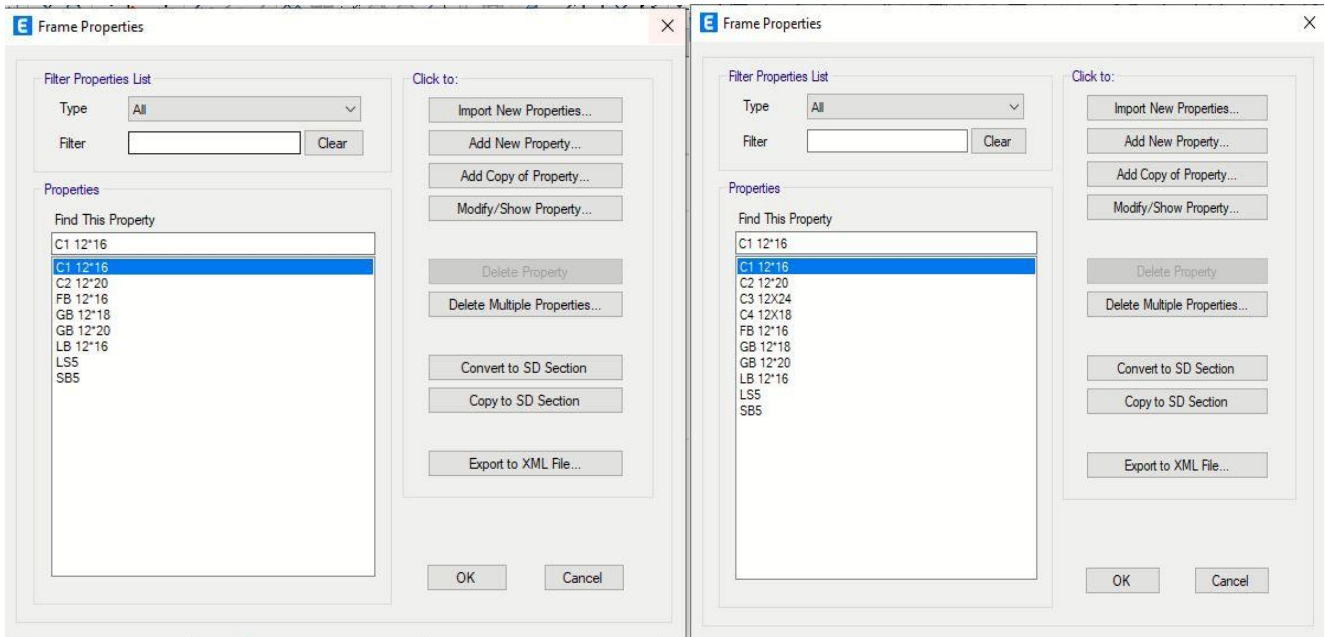 Frame Properties
Filter Properties List
Type All
Filter Clear
Properties
Find This Property
C1 12*16
C1 12*16
C2 12*20
FB 12*16
GB 12*18
GB 12*20
LB 12*16
LS5
SB5
Click to:
Import New Properties...
Add New Property...
Add Copy of Property...
Modify/Show Property...
Delete Property
Delete Multiple Properties...
Convert to SD Section
Copy to SD Section
Export to XML File...
OK Cancel
Frame Properties
Filter Properties List
Type All
Filter Clear
Properties
Find This Property
C1 12*16
C1 12*16
C2 12*20
C3 12X24
C4 12X18
FB 12*16
GB 12*18
GB 12*20
LB 12*16
LS5
SB5
Click to:
Import New Properties...
Add New Property...
Add Copy of Property...
Modify/Show Property...
Delete Property
Delete Multiple Properties...
Convert to SD Section
Copy to SD Section
Export to XML File...
OK Cancel